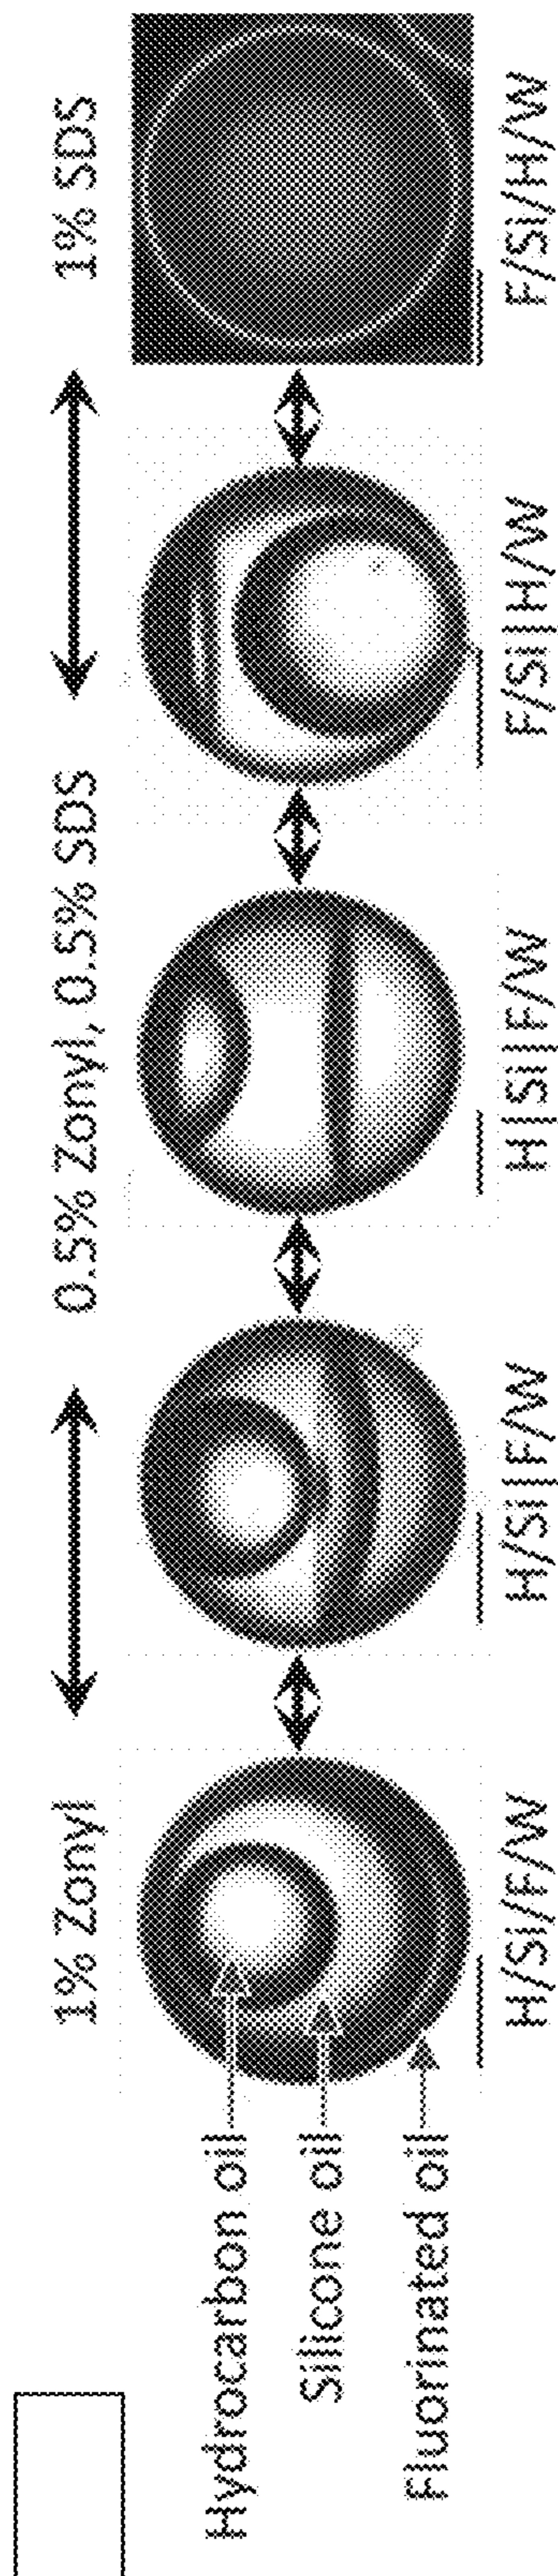 1% Zonyl
0.5% Zonyl, 0.5% SDS
1% SDS
Hydrocarbon oil
Silicone oil
Fluorinated oil
H/Si/F/W
H/Si|F/W
H|Si|F/W
F/Si|H/W
F/Si/H/W